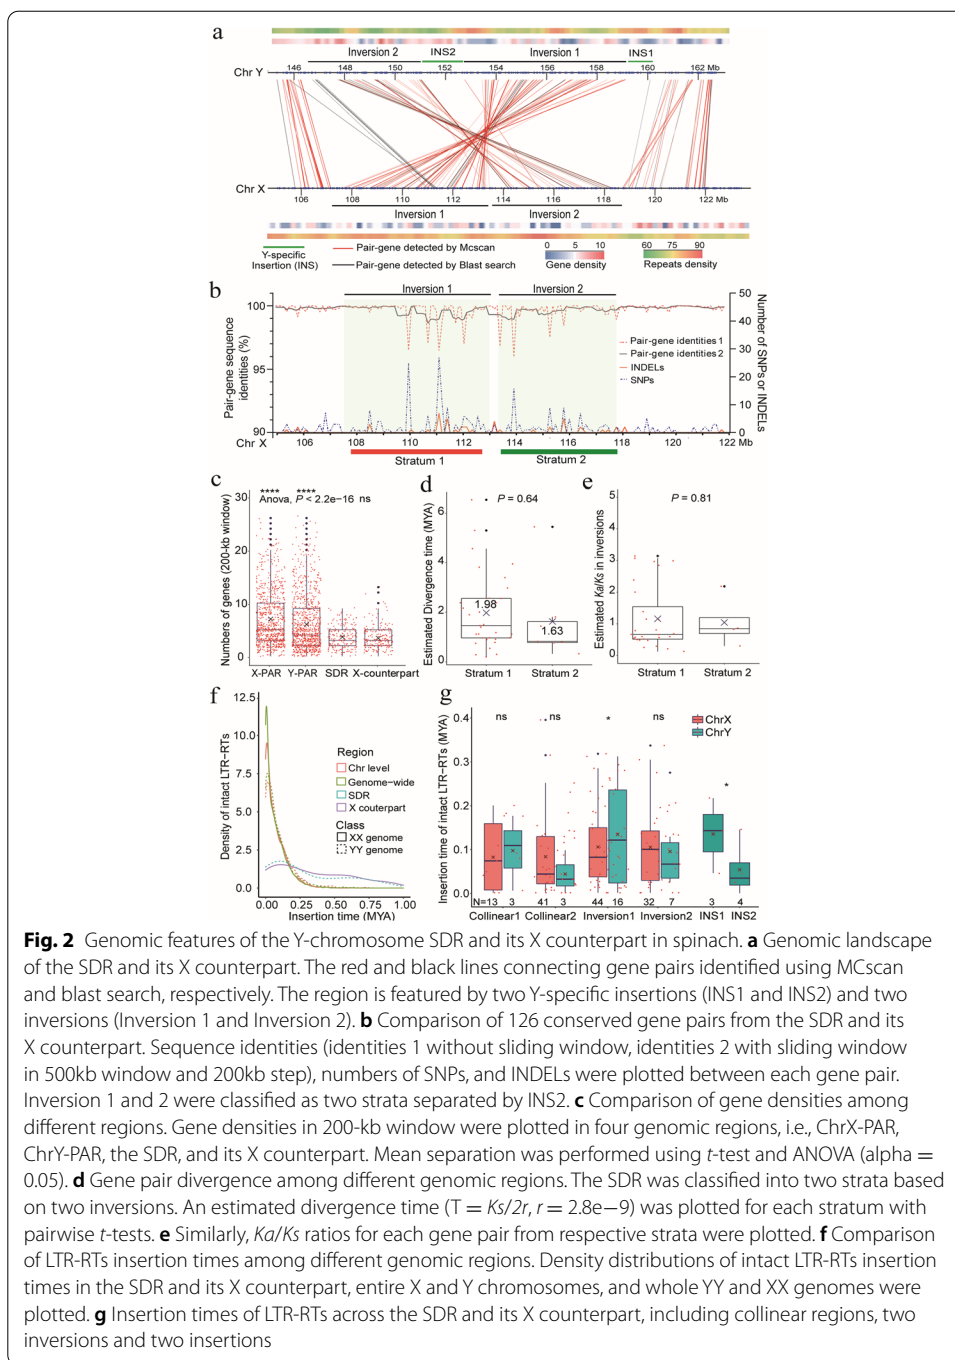 a
Inversion 2 INS2 Inversion 1 INS1
Chr Y 146 148 150 152 154 156 158 160 162 Mb
Chr X
106 108 110 112 114 116 118 120 122 Mb
Inversion 1 Inversion 2
Y-specific
Insertion (INS)
Pair-gene detected by Mcscan
Pair-gene detected by Blast search
0 5 10
Gene density
60 75 90
Repeats density
b
Inversion 1 Inversion 2
100
95
90
Pair-gene sequence
identities (%)
50
40
30
20
10
0
Number of SNPs or INDELs
Pair-gene identities 1
Pair-gene identities 2
INDELs
SNPs
Chr X 106 108 110 112 114 116 118 120 122 Mb
Stratum 1 Stratum 2
c
**** ****
Anova, P < 2.2e−16 ns
30
20
10
0
Numbers of genes (200-kb window)
X-PAR Y-PAR SDR X-counterpart
d
P = 0.64
6
4
2
0
Estimated Divergence time (MYA)
1.98
1.63
Stratum 1 Stratum 2
e
P = 0.81
5
4
3
2
1
0
Estimated Ka/Ks in inversions
Stratum 1 Stratum 2
f
12.5
10.0
7.5
5.0
2.5
0.0
Density of intact LTR−RTs
Region
Chr level
Genome−wide
SDR
X couterpart
Class
XX genome
YY genome
0.00 0.25 0.50 0.75 1.00
Insertion time (MYA)
g
ns ns * ns
ChrX
ChrY
*
0.4
0.3
0.2
0.1
0.0
Insertion time of intact LTR−RTs (MYA)
N=13 3 41 3 44 16 32 7 3 4
Collinear1 Collinear2 Inversion1 Inversion2 INS1 INS2
Fig. 2 Genomic features of the Y-chromosome SDR and its X counterpart in spinach. a Genomic landscape
of the SDR and its X counterpart. The red and black lines connecting gene pairs identified using MCscan
and blast search, respectively. The region is featured by two Y-specific insertions (INS1 and INS2) and two
inversions (Inversion 1 and Inversion 2). b Comparison of 126 conserved gene pairs from the SDR and its
X counterpart. Sequence identities (identities 1 without sliding window, identities 2 with sliding window
in 500kb window and 200kb step), numbers of SNPs, and INDELs were plotted between each gene pair.
Inversion 1 and 2 were classified as two strata separated by INS2. c Comparison of gene densities among
different regions. Gene densities in 200-kb window were plotted in four genomic regions, i.e., ChrX-PAR,
ChrY-PAR, the SDR, and its X counterpart. Mean separation was performed using t-test and ANOVA (alpha =
0.05). d Gene pair divergence among different genomic regions. The SDR was classified into two strata based
on two inversions. An estimated divergence time (T = Ks/2r, r = 2.8e−9) was plotted for each stratum with
pairwise t-tests. e Similarly, Ka/Ks ratios for each gene pair from respective strata were plotted. f Comparison
of LTR-RTs insertion times among different genomic regions. Density distributions of intact LTR-RTs insertion
times in the SDR and its X counterpart, entire X and Y chromosomes, and whole YY and XX genomes were
plotted. g Insertion times of LTR-RTs across the SDR and its X counterpart, including collinear regions, two
inversions and two insertions